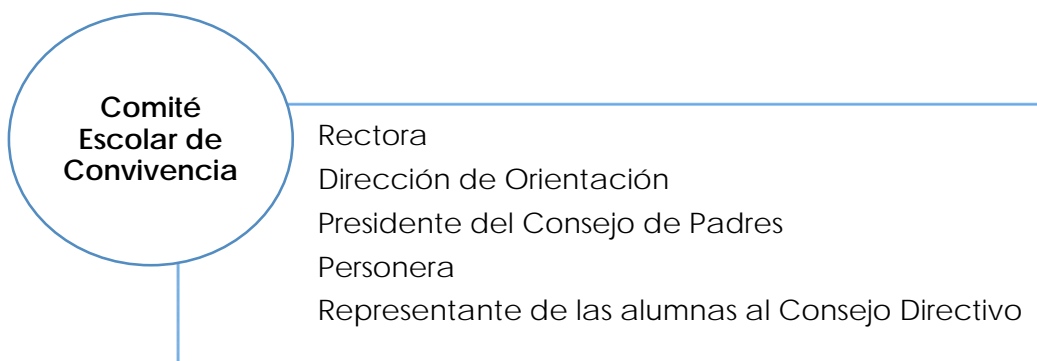 Comité
Escolar de
Convivencia
Rectora
Dirección de Orientación
Presidente del Consejo de Padres
Personera
Representante de las alumnas al Consejo Directivo